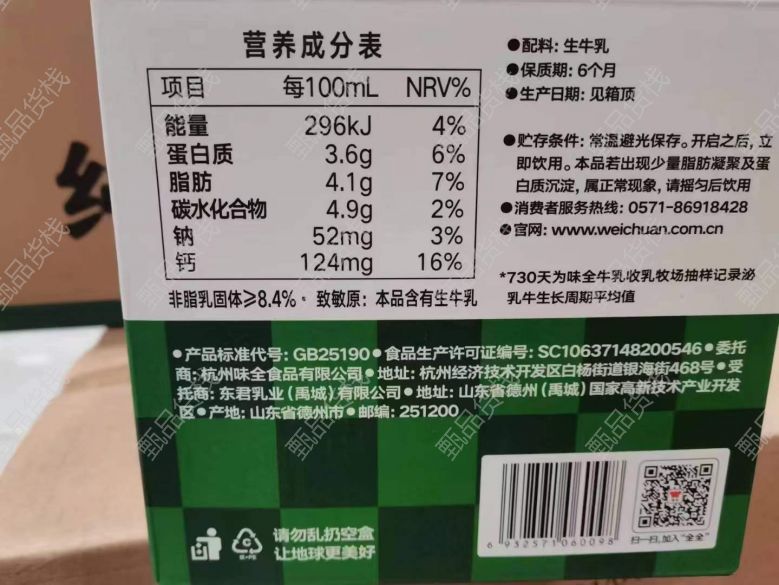 营养成分表
项目 每100mL NRV%
能量 296kJ 4%
蛋白质 3.6g 6%
脂肪 4.1g 7%
碳水化合物 4.9g 2%
钠 52mg 3%
钙 124mg 16%
非脂乳固体≥8.4%。致敏原：本品含有生牛乳
●配料：生牛乳
●保质期：6个月
●生产日期：见箱顶
●贮存条件：常温避光保存。开启之后，立
即饮用。本品若出现少量脂肪凝聚及蛋
白质沉淀，属正常现象，请摇匀后饮用
●消费者服务热线：0571-86918428
官网：www.weichuan.com.cn
*730天为味全牛乳收乳牧场抽样记录泌
乳牛生长周期平均值
●产品标准代号：GB25190●食品生产许可证编号：SC10637148200546●委托
商：杭州味全食品有限公司●地址：杭州经济技术开发区白杨街道银海街468号●受
托商：东君乳业（禹城）有限公司●地址：山东省德州（禹城）国家高新技术产业开发
区●产地：山东省德州市●邮编：251200
请勿乱扔空盒
让地球更美好
6 932571 060098
扫一扫，加入“全全”
甄品货栈